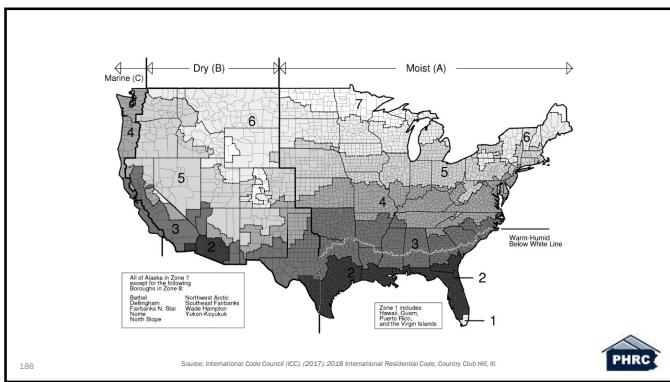 Marine (C)
Dry (B)
Moist (A)
7
6
6
4
5
5
4
3
3
2
2
2
1
Warm-Humid
Below White Line
All of Alaska in Zone 7
except for the following
Boroughs in Zone 8:
Bethel
Dellingham
Fairbanks N. Star
Nome
North Slope
Northwest Arctic
Southeast Fairbanks
Wade Hampton
Yukon-Koyukuk
Zone 1 includes
Hawaii, Guam,
Puerto Rico,
and the Virgin Islands
188
Source: International Code Council (ICC). (2017). 2018 International Residential Code, Country Club Hill, Ill.
PHRC